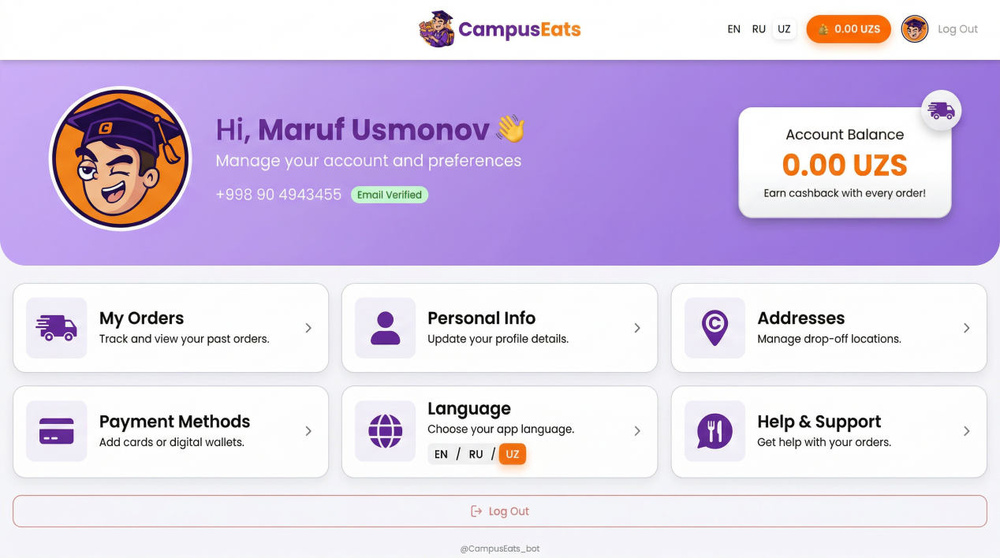 CampusEats
EN RU UZ
0.00 UZS
Log Out
C
Hi, Maruf Usmonov
Manage your account and preferences
+998 90 4943455 Email Verified
Account Balance
0.00 UZS
Earn cashback with every order!
My Orders
Track and view your past orders.
Personal Info
Update your profile details.
C
Addresses
Manage drop-off locations.
Payment Methods
Add cards or digital wallets.
Language
Choose your app language.
EN / RU / UZ
Help & Support
Get help with your orders.
Log Out
@CampusEats_bot